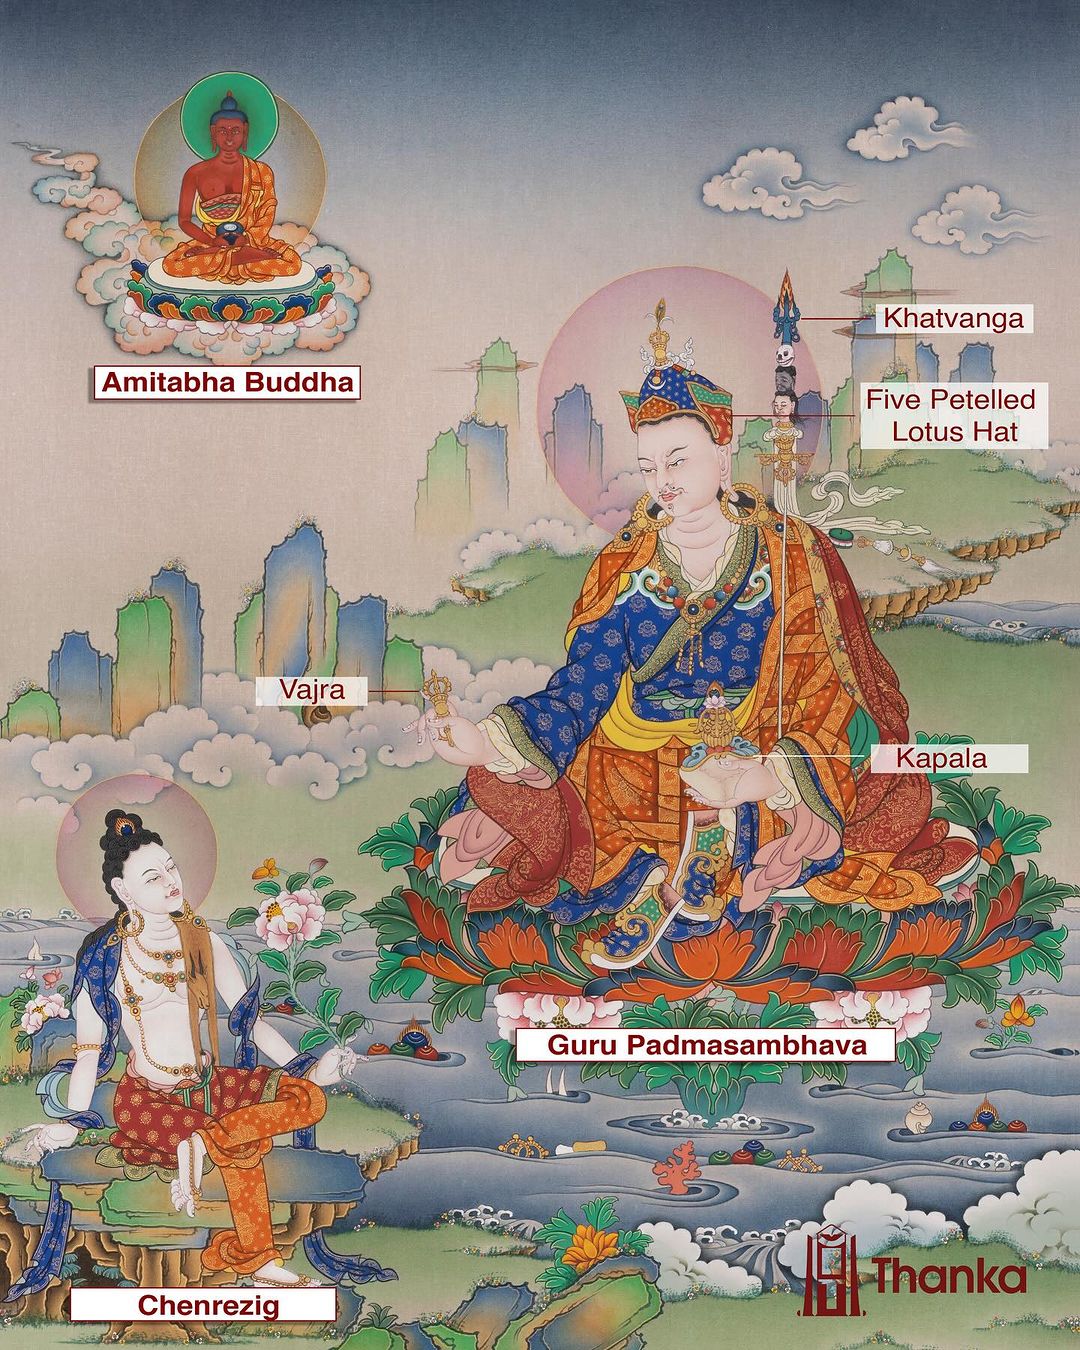 Amitabha Buddha
Khatvanga
Five Petelled
Lotus Hat
Vajra
Kapala
Guru Padmasambhava
Chenrezig
Thanka